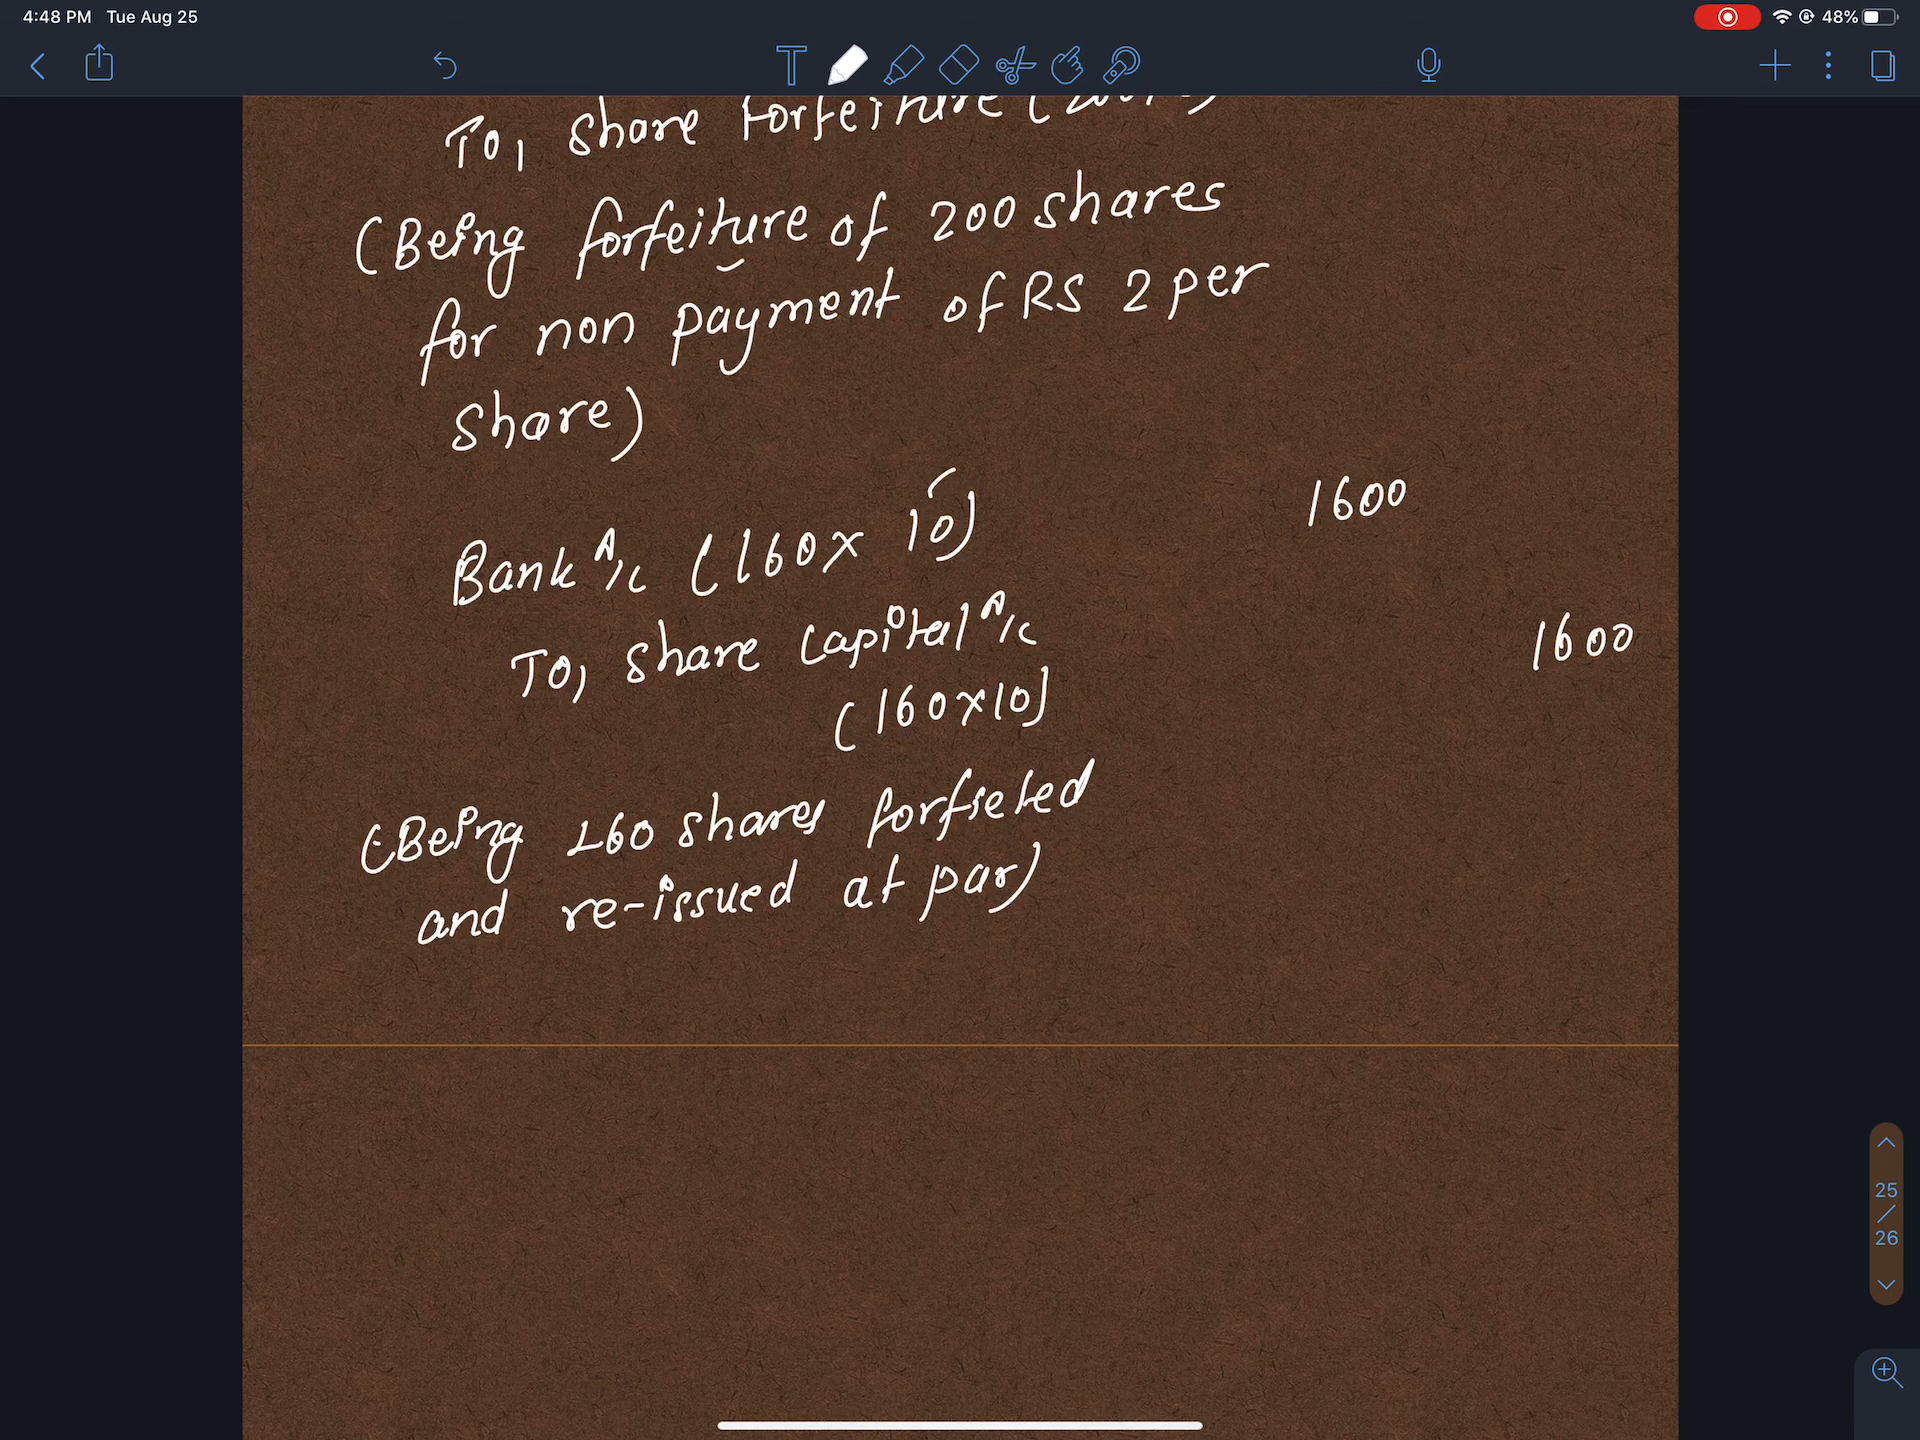 4:48 PM Tue Aug 25
48%
To, share forfeiture
(Being forfeiture of 200 shares
for non payment of RS 2 per
share)
Bank A/c (160 x 10) 1600
To, share capital A/c 1600
(160x10)
(Being 160 shares forfieted
and re-issued at par)
25
/
26